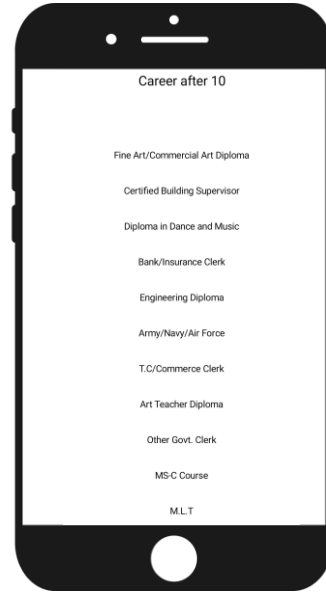 Career after 10
Fine Art/Commercial Art Diploma
Certified Building Supervisor
Diploma in Dance and Music
Bank/Insurance Clerk
Engineering Diploma
Army/Navy/Air Force
T.C/Commerce Clerk
Art Teacher Diploma
Other Govt. Clerk
MS-C Course
M.L.T